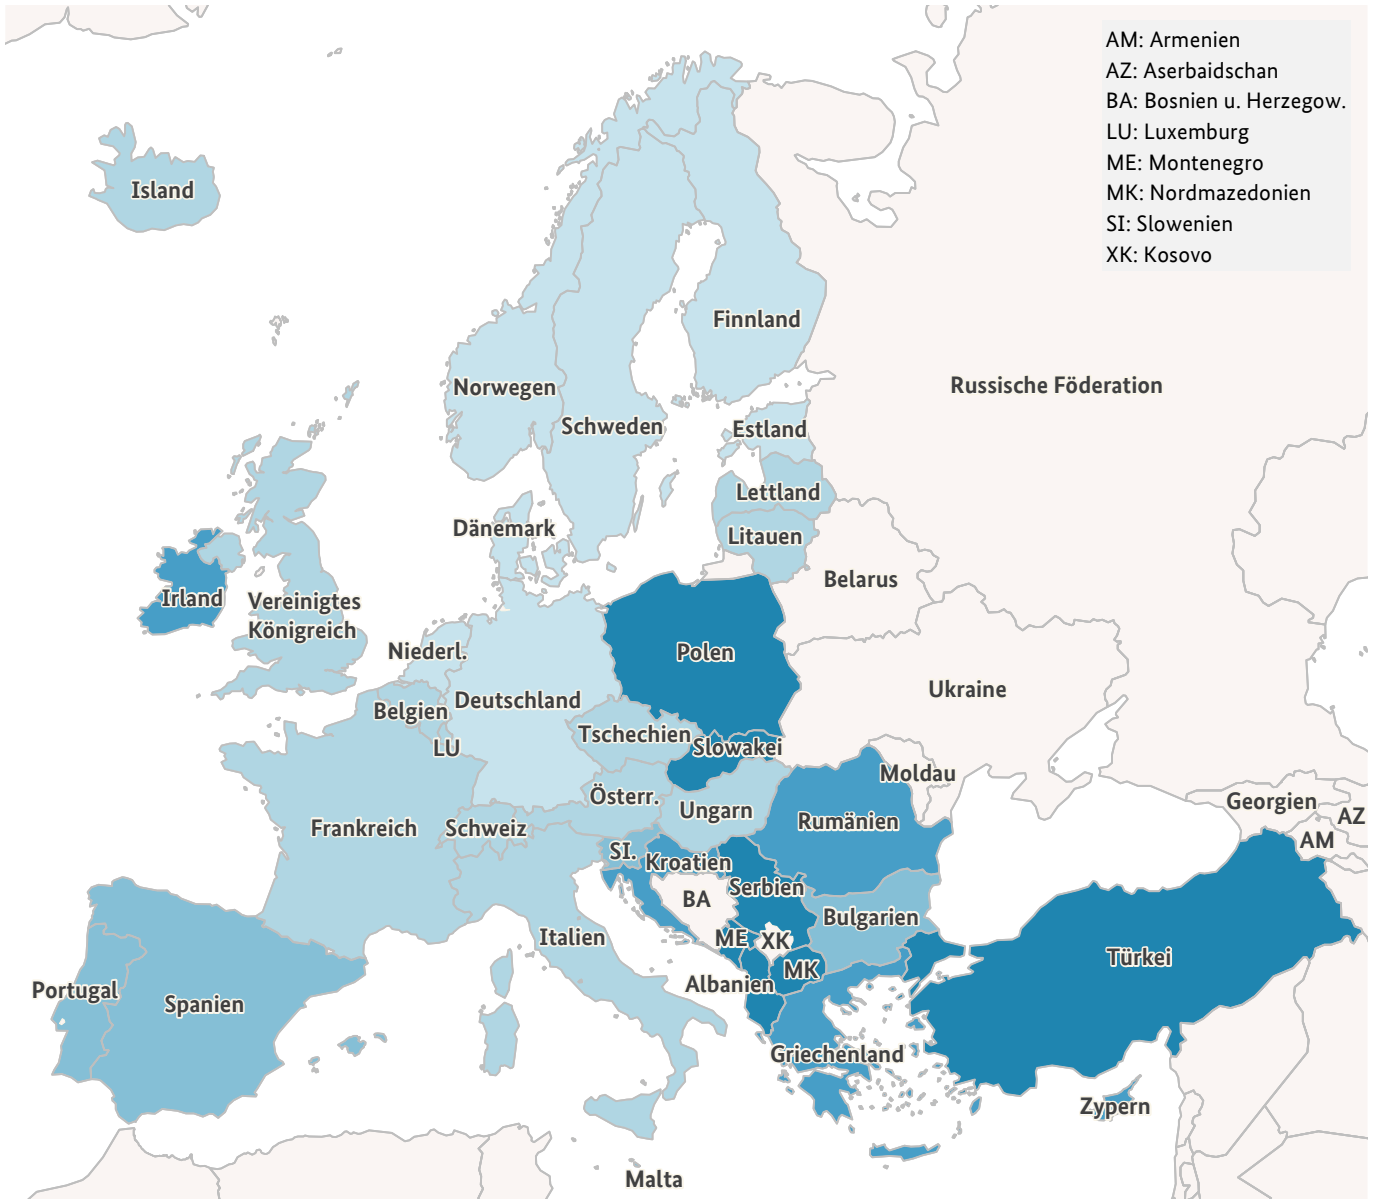 AM: Armenien
AZ: Aserbaidschan
BA: Bosnien u. Herzegow.
LU: Luxemburg
ME: Montenegro
MK: Nordmazedonien
SI: Slowenien
XK: Kosovo
Island
Finnland
Norwegen
Russische Föderation
Schweden
Estland
Lettland
Dänemark
Litauen
Belarus
Irland
Vereinigtes
Königreich
Niederl.
Polen
Ukraine
Deutschland
Belgien
Tschechien
LU
Slowakei
Moldau
Österr.
Georgien
Ungarn
AZ
Frankreich
Schweiz
Rumänien
AM
SI.
Kroatien
Serbien
BA
Bulgarien
Italien
ME
XK
Türkei
MK
Portugal
Albanien
Spanien
Griechenland
Zypern
Malta